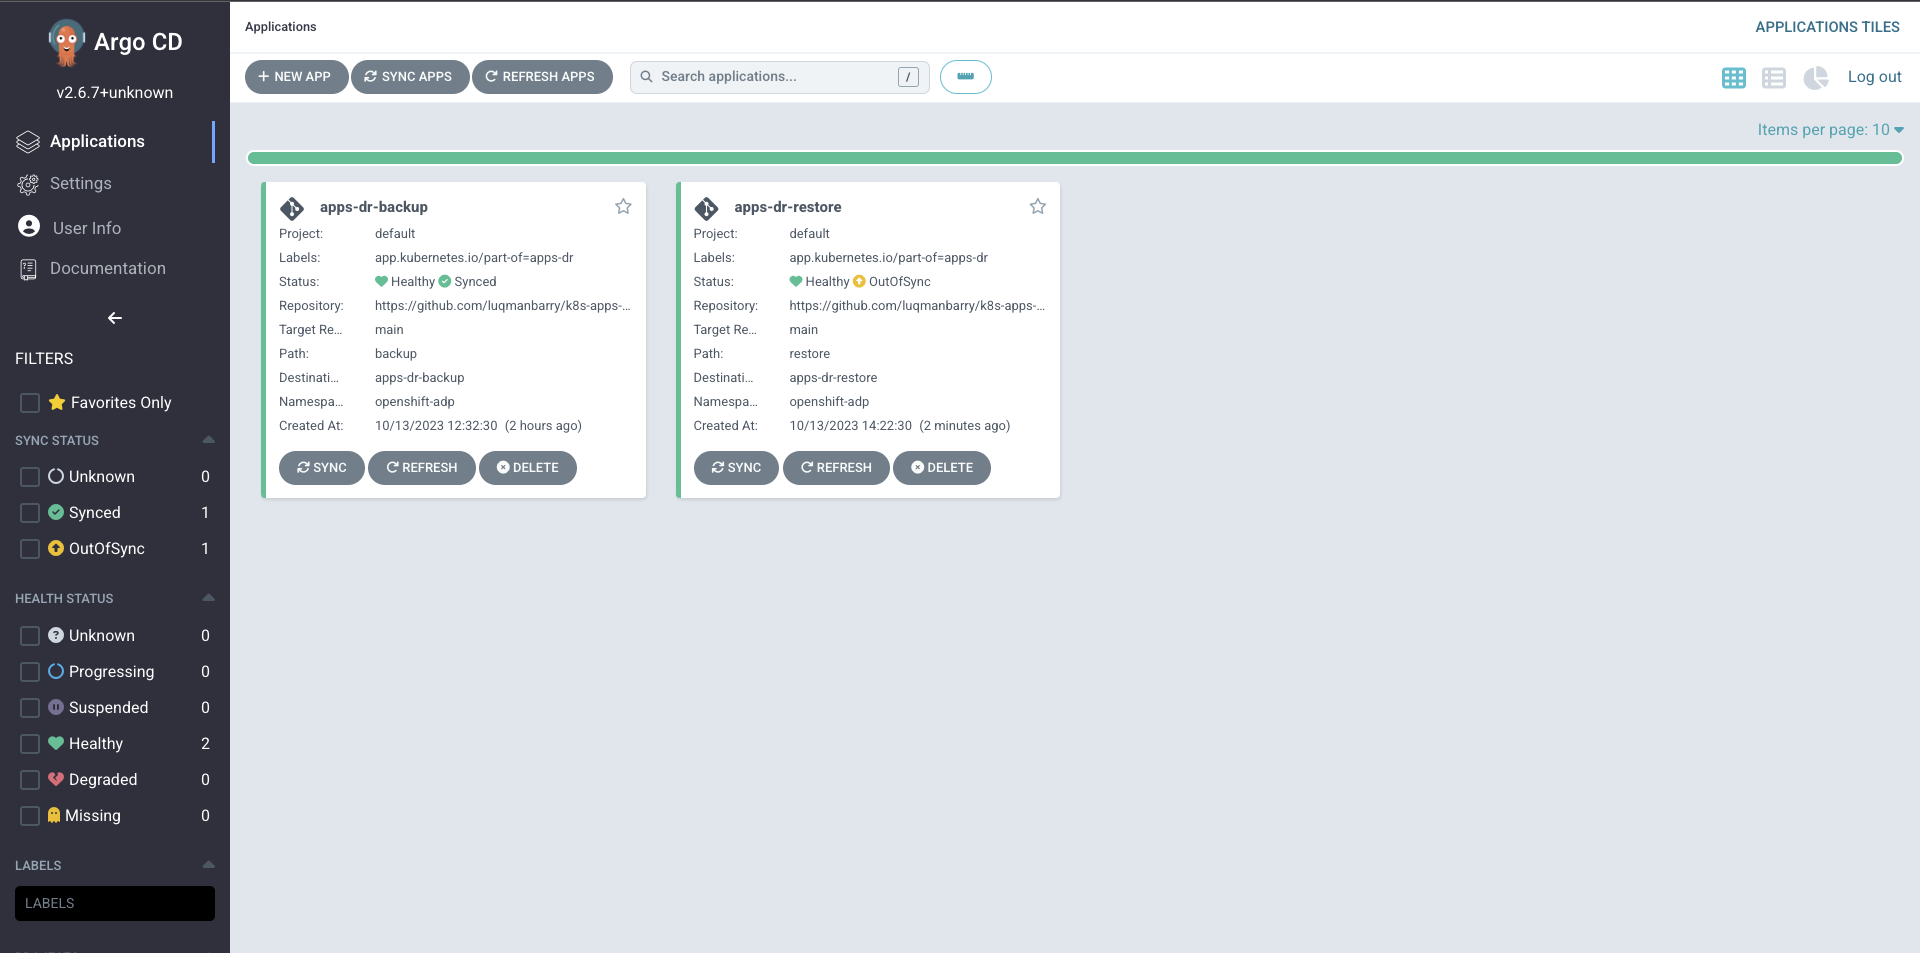 Argo CD
v2.6.7+unknown
Applications
Settings
User Info
Documentation
FILTERS
Favorites Only
SYNC STATUS
Unknown 0
Synced 1
OutOfSync 1
HEALTH STATUS
Unknown 0
Progressing 0
Suspended 0
Healthy 2
Degraded 0
Missing 0
LABELS
LABELS
Applications
APPLICATIONS TILES
NEW APP SYNC APPS REFRESH APPS Search applications... / Log out
Items per page: 10
apps-dr-backup
Project: default
Labels: app.kubernetes.io/part-of=apps-dr
Status: Healthy Synced
Repository: https://github.com/luqmanbarry/k8s-apps-...
Target Re... main
Path: backup
Destinati... apps-dr-backup
Namespa... openshift-adp
Created At: 10/13/2023 12:32:30 (2 hours ago)
SYNC REFRESH DELETE
apps-dr-restore
Project: default
Labels: app.kubernetes.io/part-of=apps-dr
Status: Healthy OutOfSync
Repository: https://github.com/luqmanbarry/k8s-apps-...
Target Re... main
Path: restore
Destinati... apps-dr-restore
Namespa... openshift-adp
Created At: 10/13/2023 14:22:30 (2 minutes ago)
SYNC REFRESH DELETE